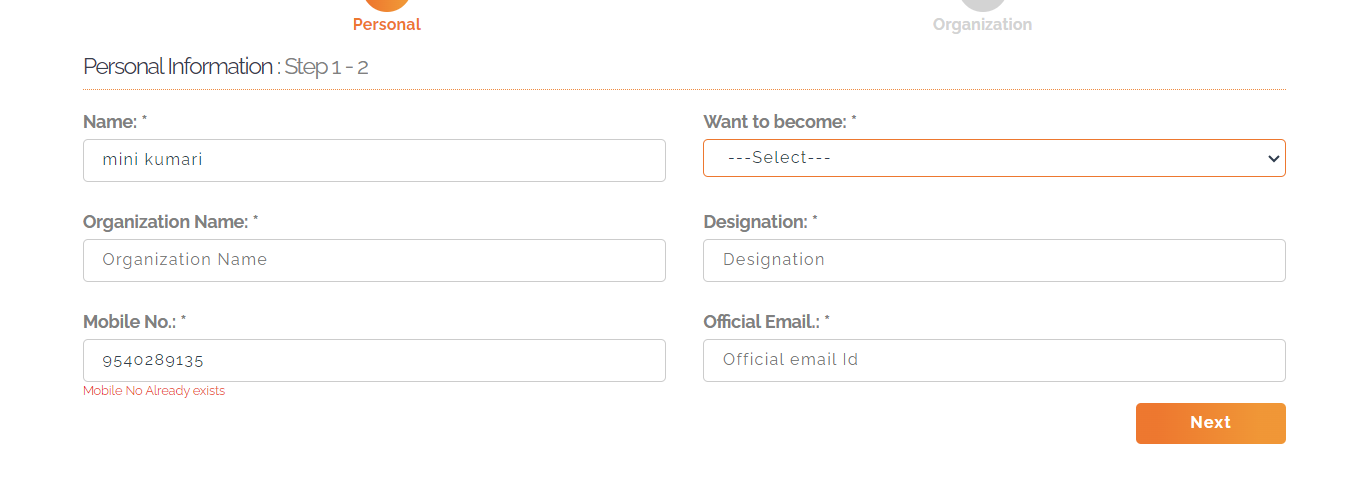 Personal
Organization
Personal Information : Step 1 - 2
Name: *
Want to become: *
mini kumari
---Select---
Organization Name: *
Designation: *
Organization Name
Designation
Mobile No.: *
Official Email.: *
9540289135
Official email Id
Mobile No Already exists
Next